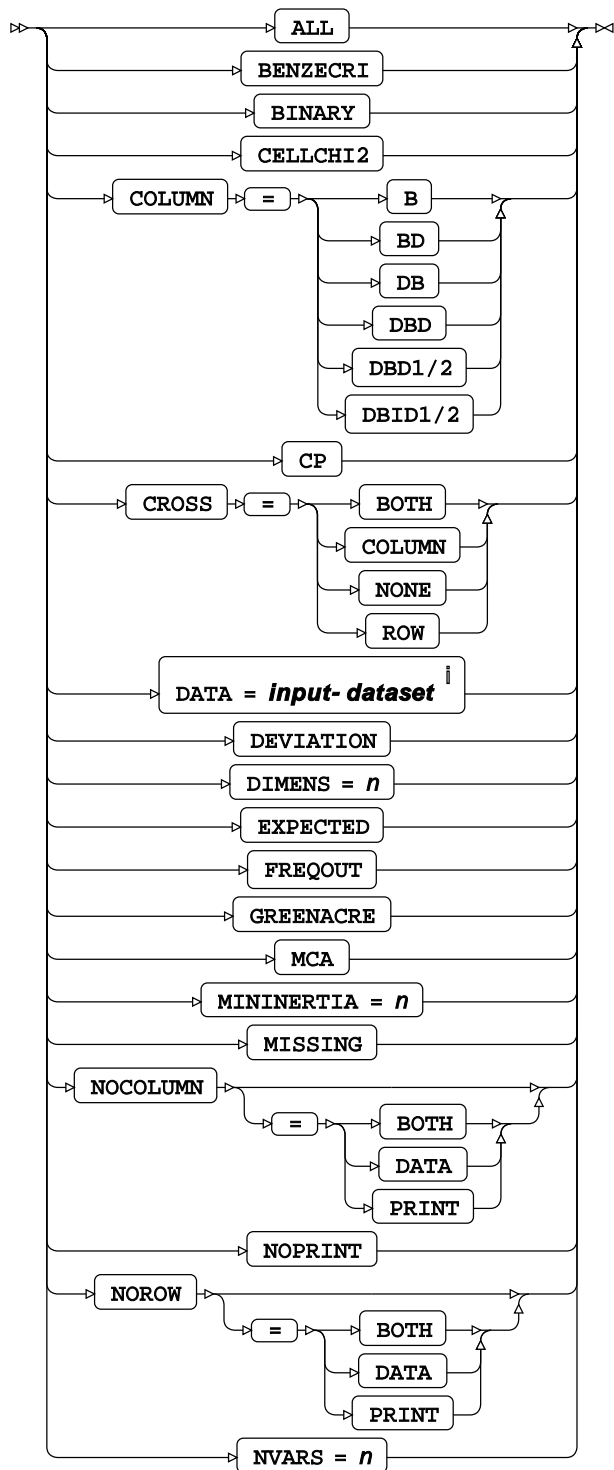 ALL
BENZECRI
BINARY
CELLCHI2
COLUMN = B
BD
DB
DBD
DBD1/2
DBID1/2
CP
CROSS = BOTH
COLUMN
NONE
ROW
DATA = input- dataset i
DEVIATION
DIMENS = n
EXPECTED
FREQOUT
GREENACRE
MCA
MININERTIA = n
MISSING
NOCOLUMN
= BOTH
DATA
PRINT
NOPRINT
NOROW
= BOTH
DATA
PRINT
NVARS = n